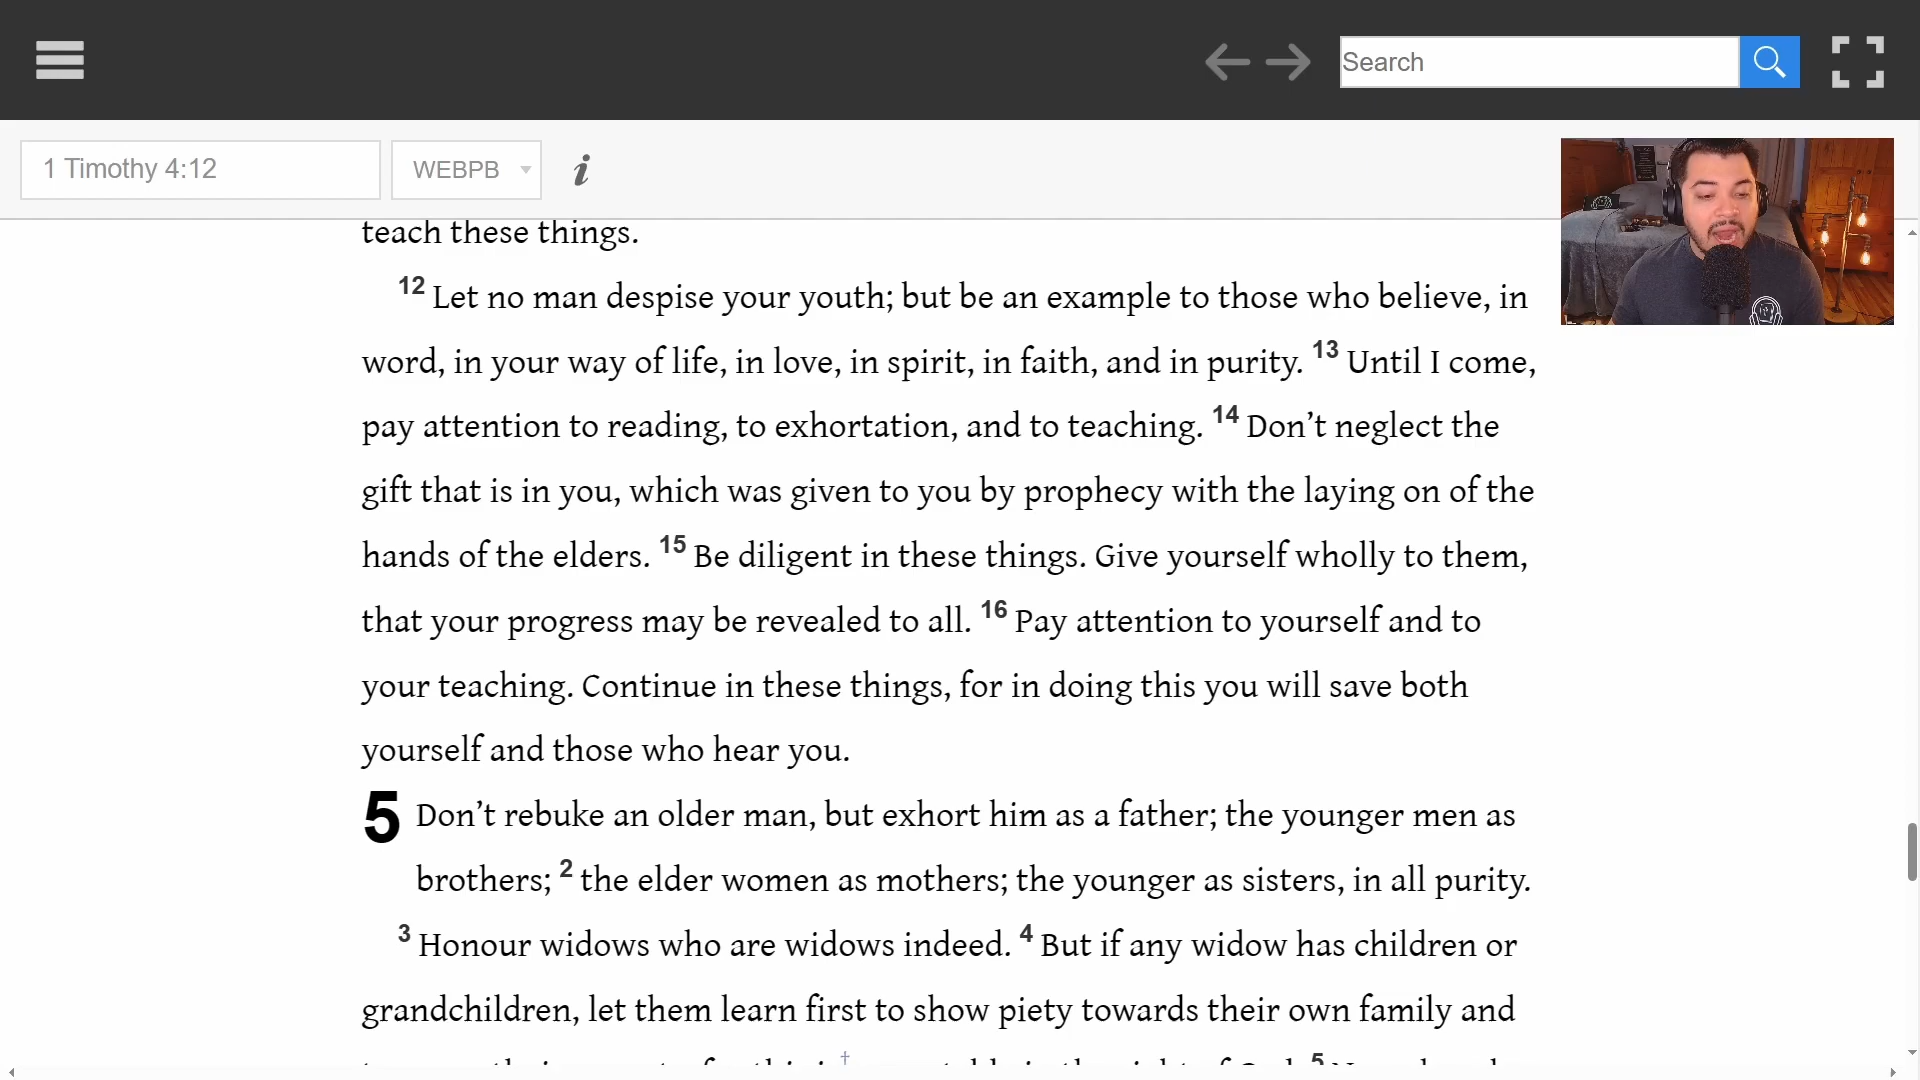 Search
1 Timothy 4:12
WEBPB
i
teach these things.
12 Let no man despise your youth; but be an example to those who believe, in
word, in your way of life, in love, in spirit, in faith, and in purity. 13 Until I come,
pay attention to reading, to exhortation, and to teaching. 14 Don’t neglect the
gift that is in you, which was given to you by prophecy with the laying on of the
hands of the elders. 15 Be diligent in these things. Give yourself wholly to them,
that your progress may be revealed to all. 16 Pay attention to yourself and to
your teaching. Continue in these things, for in doing this you will save both
yourself and those who hear you.
5 Don’t rebuke an older man, but exhort him as a father; the younger men as
brothers; 2 the elder women as mothers; the younger as sisters, in all purity.
3 Honour widows who are widows indeed. 4 But if any widow has children or
grandchildren, let them learn first to show piety towards their own family and